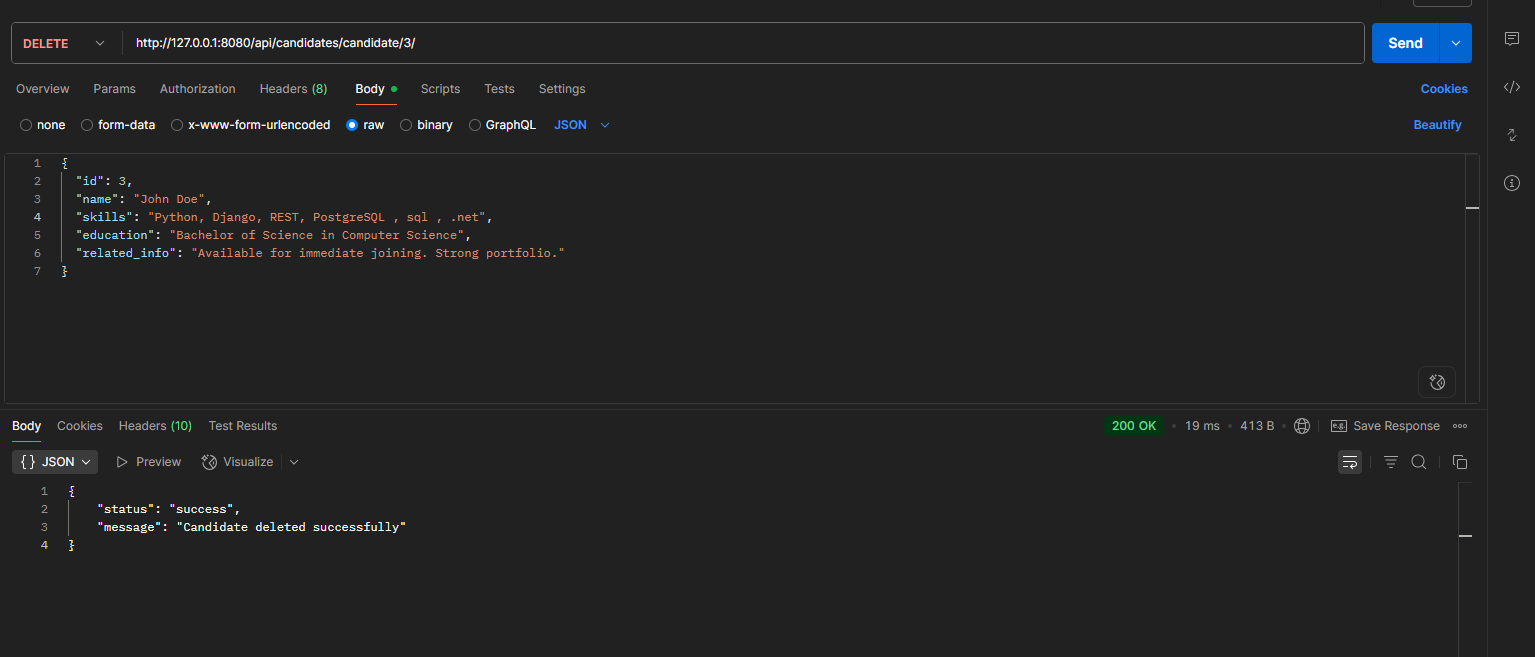 DELETE http://127.0.0.1:8080/api/candidates/candidate/3/ Send
Overview Params Authorization Headers (8) Body Scripts Tests Settings Cookies
none form-data x-www-form-urlencoded raw binary GraphQL JSON Beautify
1 {
2 "id": 3,
3 "name": "John Doe",
4 "skills": "Python, Django, REST, PostgreSQL , sql , .net",
5 "education": "Bachelor of Science in Computer Science",
6 "related_info": "Available for immediate joining. Strong portfolio."
7 }
Body Cookies Headers (10) Test Results 200 OK • 19 ms • 413 B • e.g. Save Response
{} JSON Preview Visualize
1 {
2 "status": "success",
3 "message": "Candidate deleted successfully"
4 }